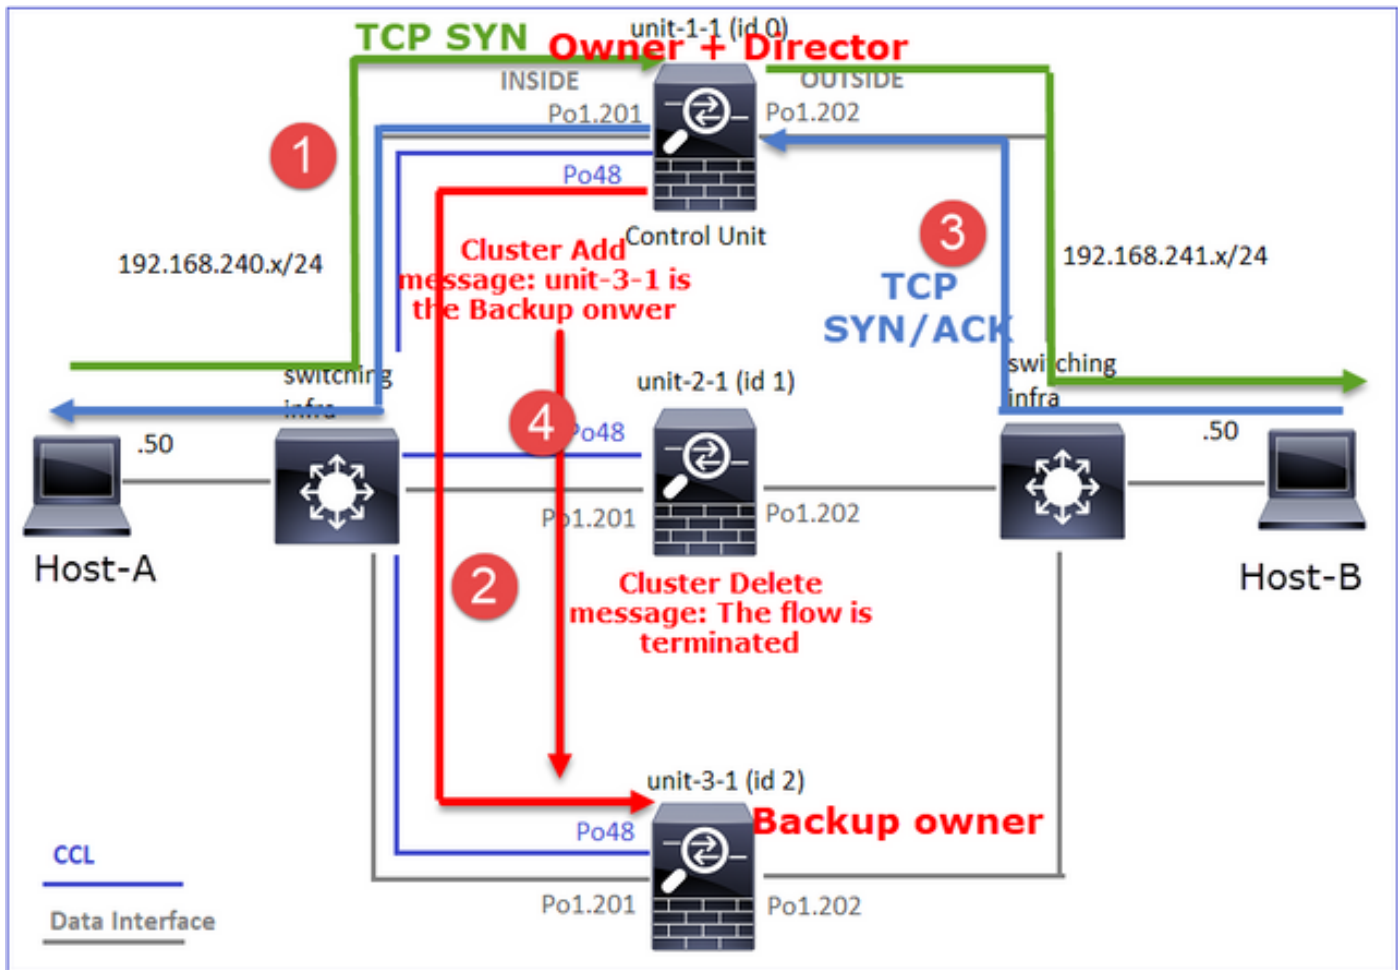 unit-1-1 (id 0)
TCP SYN
Owner + Director
INSIDE
OUTSIDE
Po1.201
Po1.202
1
Po48
Control Unit
3
Cluster Add
message: unit-3-1 is
the Backup onwer
192.168.240.x/24
192.168.241.x/24
TCP
SYN/ACK
switching
infra
switching
infra
unit-2-1 (id 1)
4
Po48
.50
.50
Po1.201
Po1.202
Host-A
Host-B
2
Cluster Delete
message: The flow is
terminated
unit-3-1 (id 2)
Backup owner
Po48
CCL
Po1.201
Po1.202
Data Interface